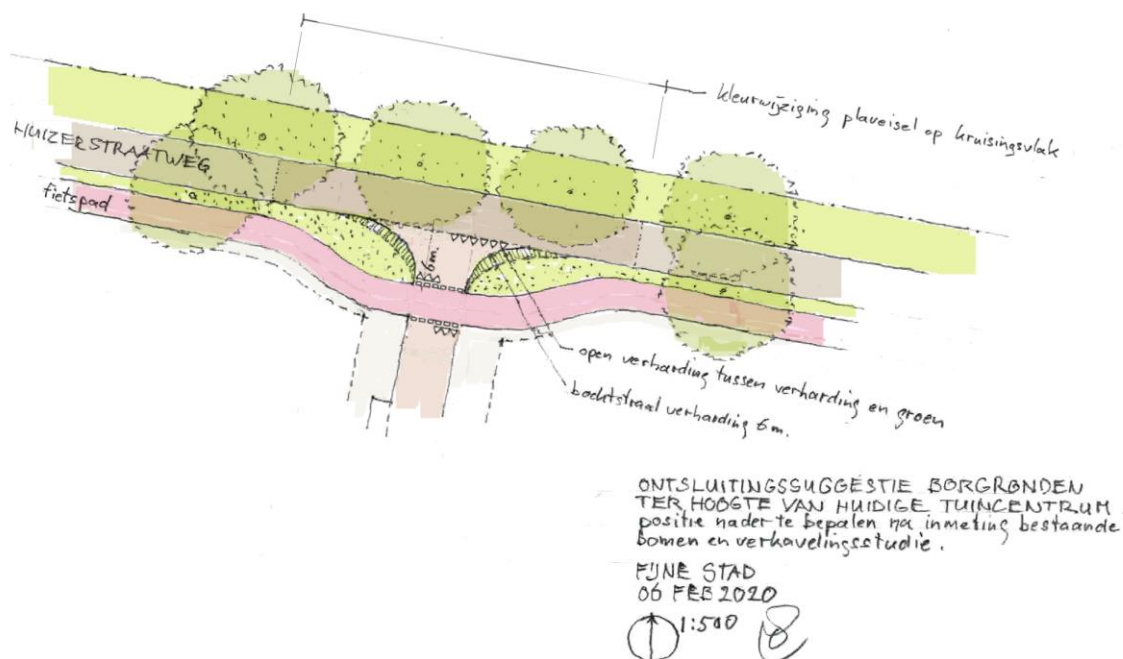 kleurwijziging plaveisel op kruisingsvlak
HUIZERSTRAATWEG
fietspad
6m.
open verharding tussen verharding en groen
bochtstraal verharding 6m.
ONTSLUITINGSSUGGESTIE BORGRONDEN
TER HOOGTE VAN HUIDIGE TUINCENTRUM
positie nader te bepalen na inmeting bestaande
bomen en verkavelingsstudie.
FIJNE STAD
06 FEB 2020
1:500